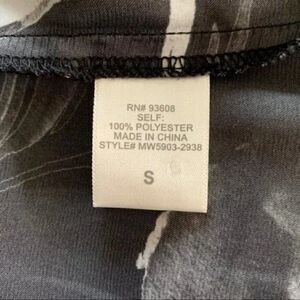 RN# 93608
SELF:
100% POLYESTER
MADE IN CHINA
STYLE# MW5903-2938
S